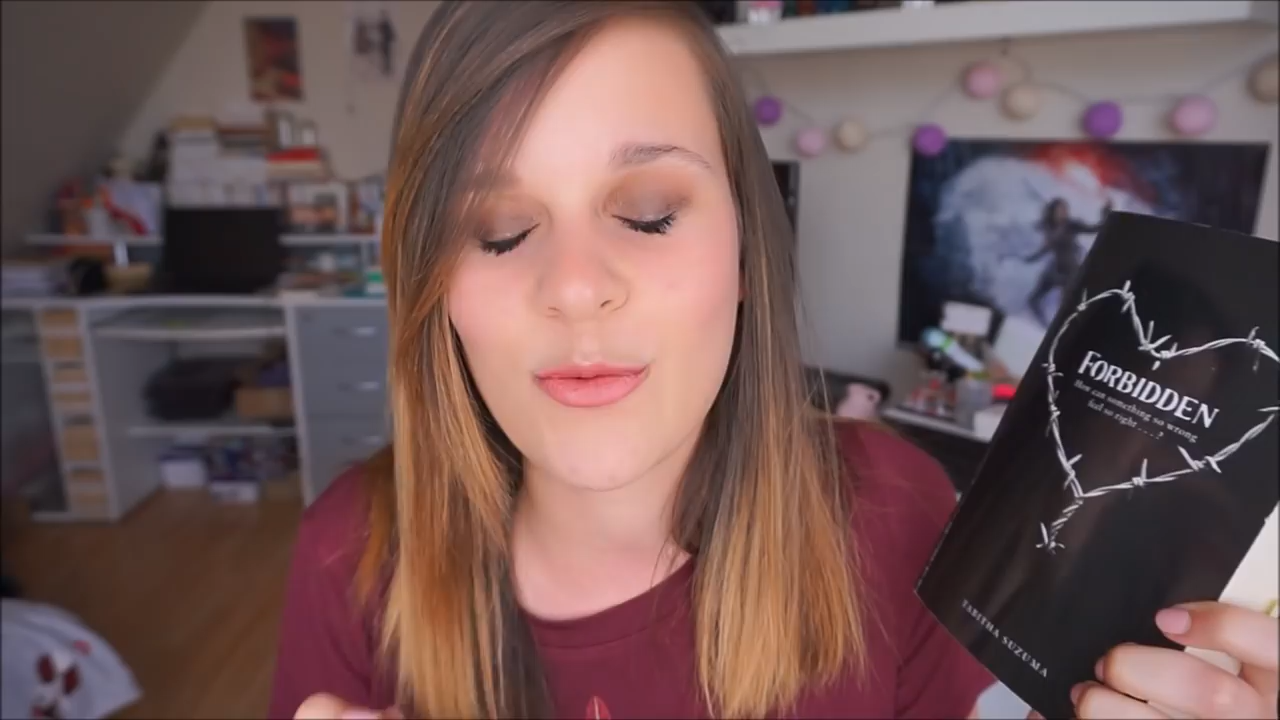 FORBIDDEN
How can something so wrong
feel so right . . . ?
TABITHA SUZUMA